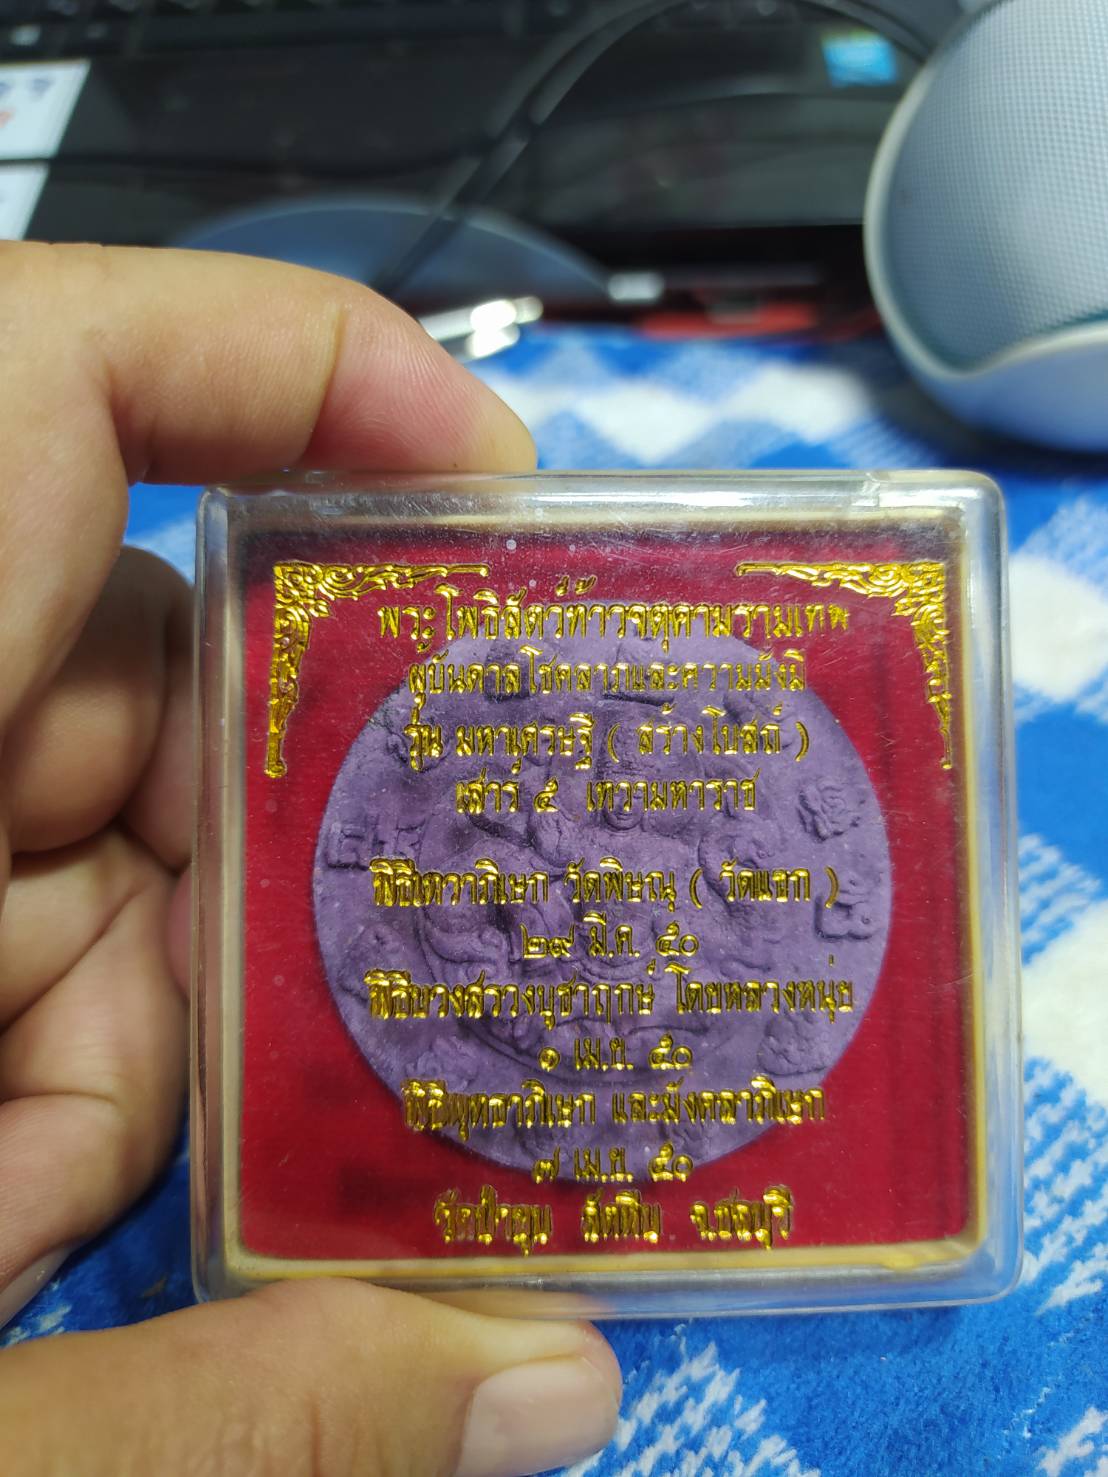 พระโพธิสัตว์ท้าวจตุคามรามเทพ
ผู้บันดาลโชคลาภและความมั่งมี
รุ่น มหาเศรษฐี ( สร้างโบสถ์ )
เสาร์ ๕ เทวามหาราช
พิธีเทวาภิเษก วัดพิษณุ ( วัดแขก )
๒๙ มี.ค. ๕๐
พิธีบวงสรวงบูชาฤกษ์ โดยหลวงหนุ่ย
๑ เม.ย. ๕๐
พิธีพุทธาภิเษก และมังคลาภิเษก
๗ เม.ย. ๕๐
สัตหีบ จ.ชลบุรี